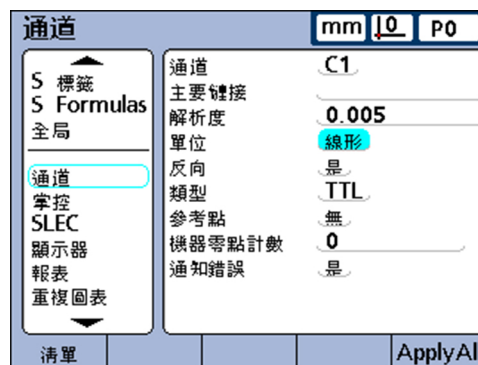 通道 mm 0 P0
S 標籤
S Formulas
全局
通道
掌控
SLEC
顯示器
報表
重複圖表
通道 C1
主要鏈接
解析度 0.005
單位 線形
反向 是
類型 TTL
參考點 無
機器零點計數 0
通知錯誤 是
清單 ApplyAl